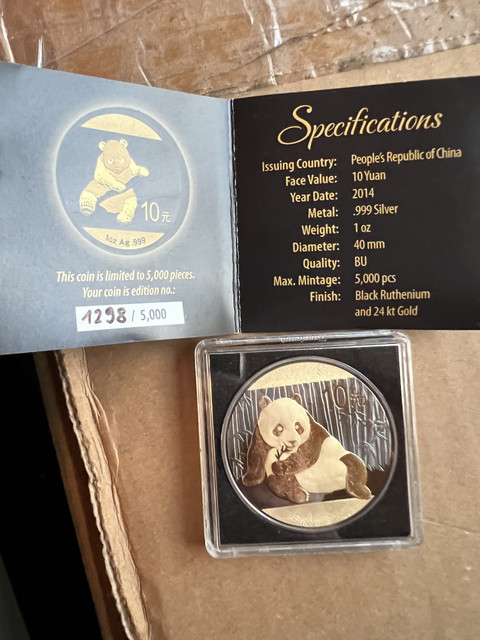 10元
1oz Ag .999
This coin is limited to 5,000 pieces.
Your coin is edition no.:
1298 / 5,000
Specifications
Issuing Country: People's Republic of China
Face Value: 10 Yuan
Year Date: 2014
Metal: .999 Silver
Weight: 1 oz
Diameter: 40 mm
Quality: BU
Max. Mintage: 5,000 pcs
Finish: Black Ruthenium
and 24 kt Gold
10元